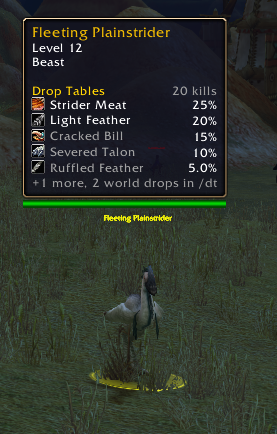 Fleeting Plainstrider
Level 12
Beast
Drop Tables 20 kills
Strider Meat 25%
Light Feather 20%
Cracked Bill 15%
Severed Talon 10%
Ruffled Feather 5.0%
+1 more, 2 world drops in /dt
Fleeting Plainstrider